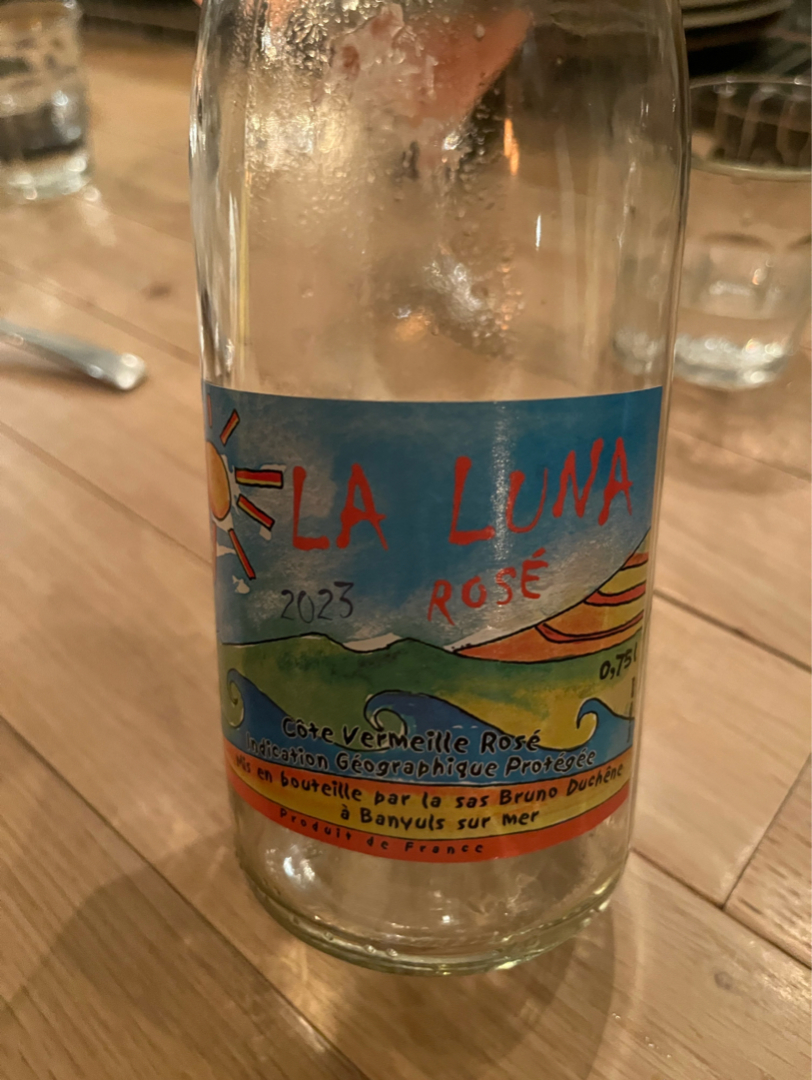 LA LUNA
2023 ROSÉ
0,75 l
Côte Vermeille Rosé
Indication Géographique Protégée
Mis en bouteille par la sas Bruno Duchêne
à Banyuls sur mer
Produit de France